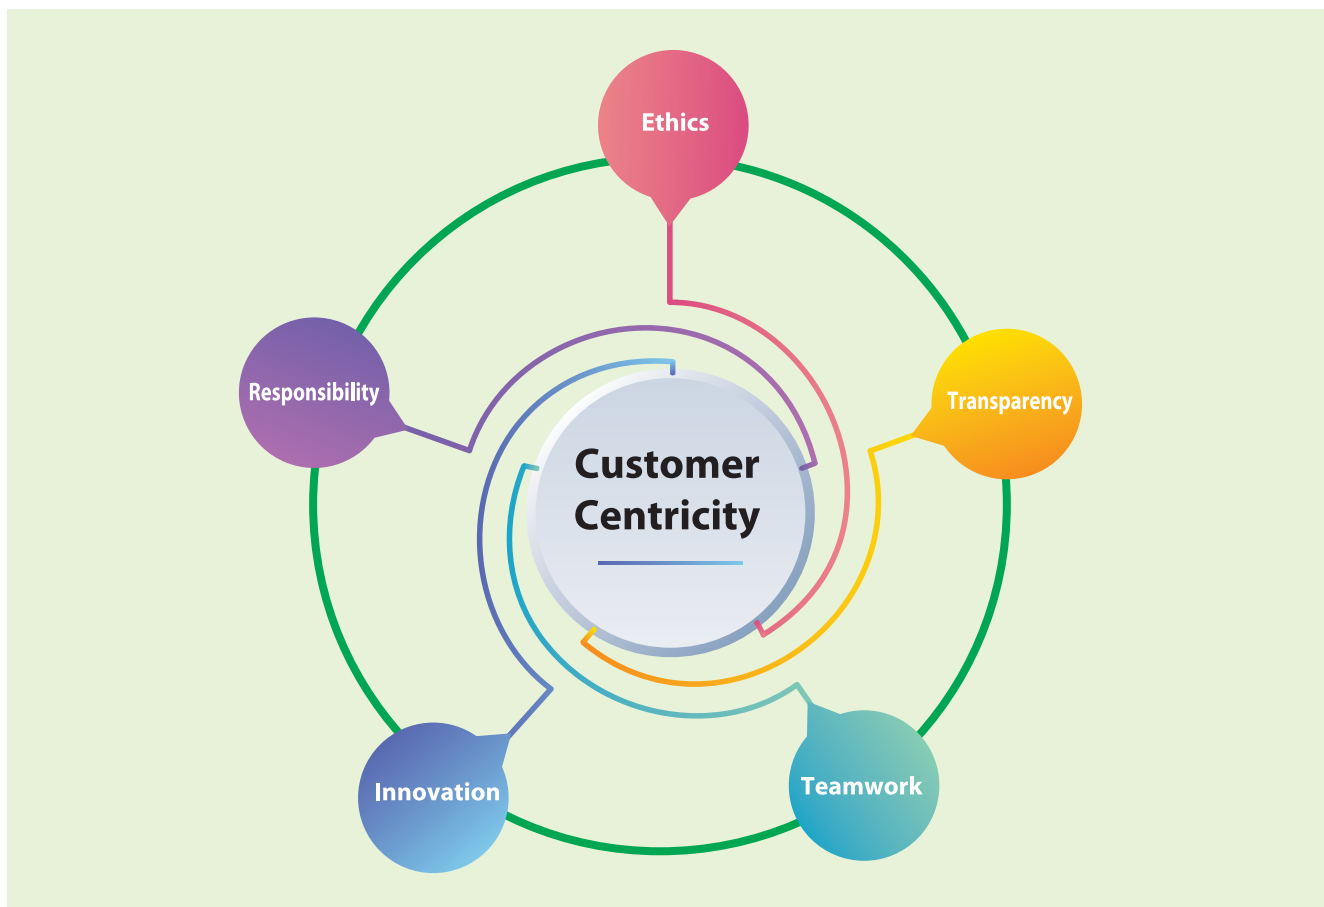 Ethics
Transparency
Responsibility
Customer
Centricity
Teamwork
Innovation